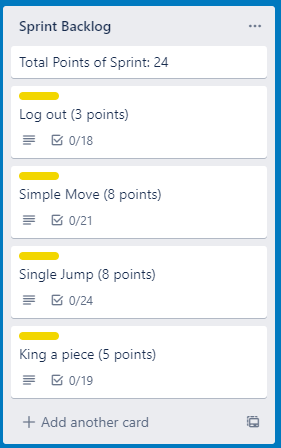 Sprint Backlog
Total Points of Sprint: 24
Log out (3 points)
0/18
Simple Move (8 points)
0/21
Single Jump (8 points)
0/24
King a piece (5 points)
0/19
Add another card